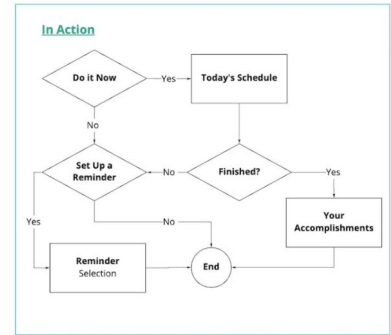 In Action
Do it Now
Yes
Today's Schedule
No
Set Up a
Reminder
No
Finished?
Yes
Yes
No
Your
Accomplishments
Reminder
Selection
End